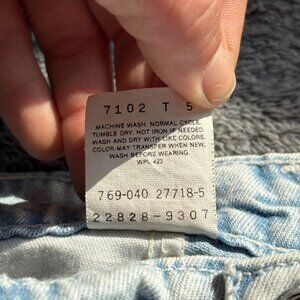 7102 T 5
MACHINE WASH. NORMAL CYCLE.
TUMBLE DRY. HOT IRON IF NEEDED.
WASH AND DRY WITH LIKE COLORS.
COLOR MAY TRANSFER WHEN NEW,
WASH BEFORE WEARING.
WPL 423
769-040 27718-5
22828-9307